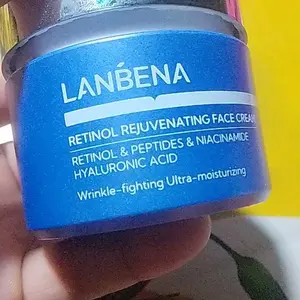 LANBENA
RETINOL REJUVENATING FACE CREAM
RETINOL & PEPTIDES & NIACINAMIDE
HYALURONIC ACID
Wrinkle-fighting Ultra-moisturizing